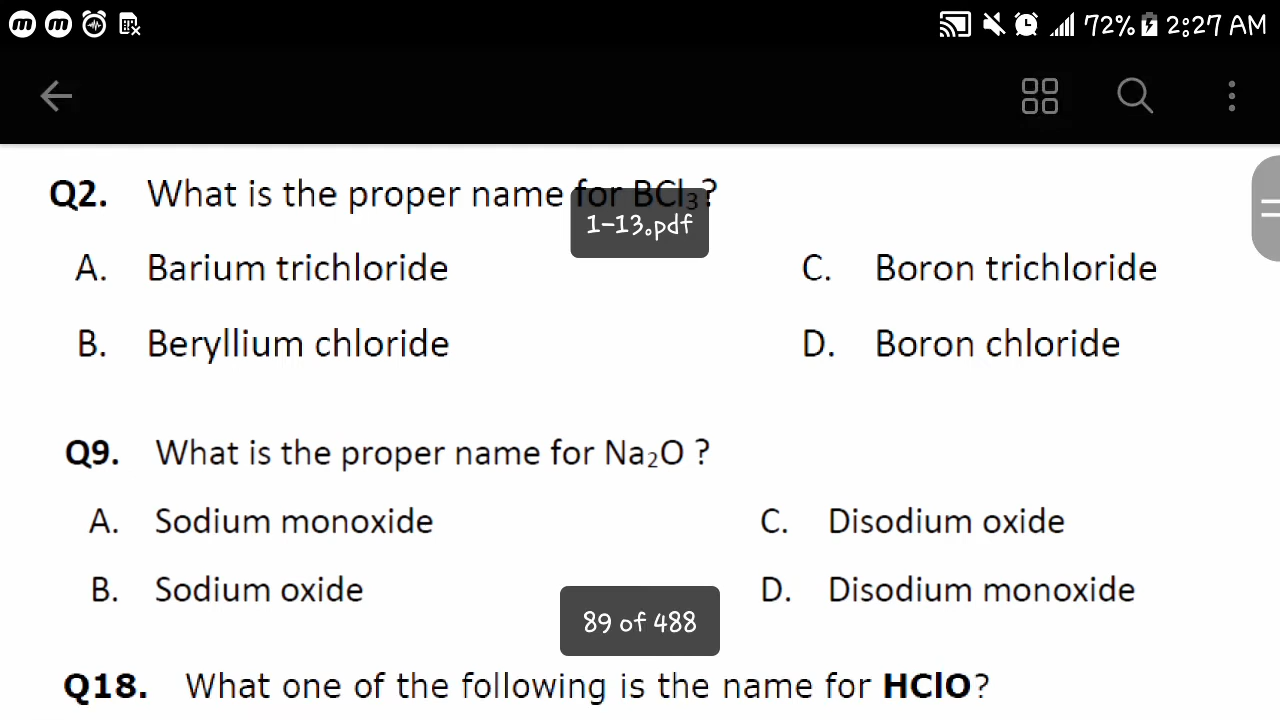 72% 2:27 AM
Q2. What is the proper name for BCl₃?
1-13.pdf
A. Barium trichloride C. Boron trichloride
B. Beryllium chloride D. Boron chloride
Q9. What is the proper name for Na₂O ?
A. Sodium monoxide C. Disodium oxide
B. Sodium oxide D. Disodium monoxide
89 of 488
Q18. What one of the following is the name for HClO?